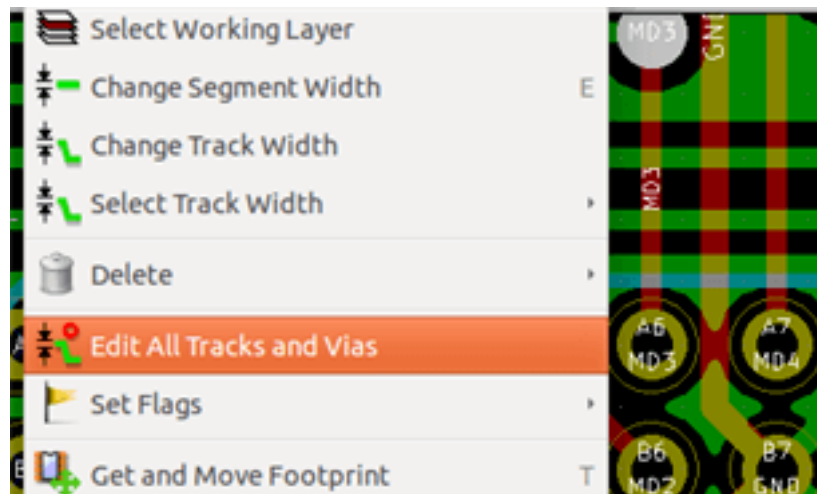 Select Working Layer
Change Segment Width E
Change Track Width
Select Track Width
Delete
Edit All Tracks and Vias
Set Flags
Get and Move Footprint T
MD3
GND
MD3
A6
MD3
A7
MD4
B6
MD2
B7
GND